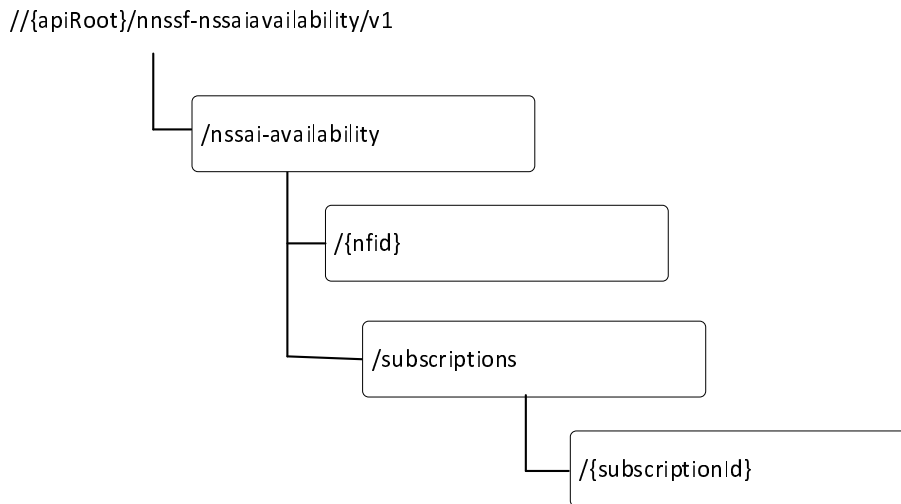 //{apiRoot}/nnssf-nssaiavailability/v1
/nssai-availability
/{nfid}
/subscriptions
/{subscriptionId}